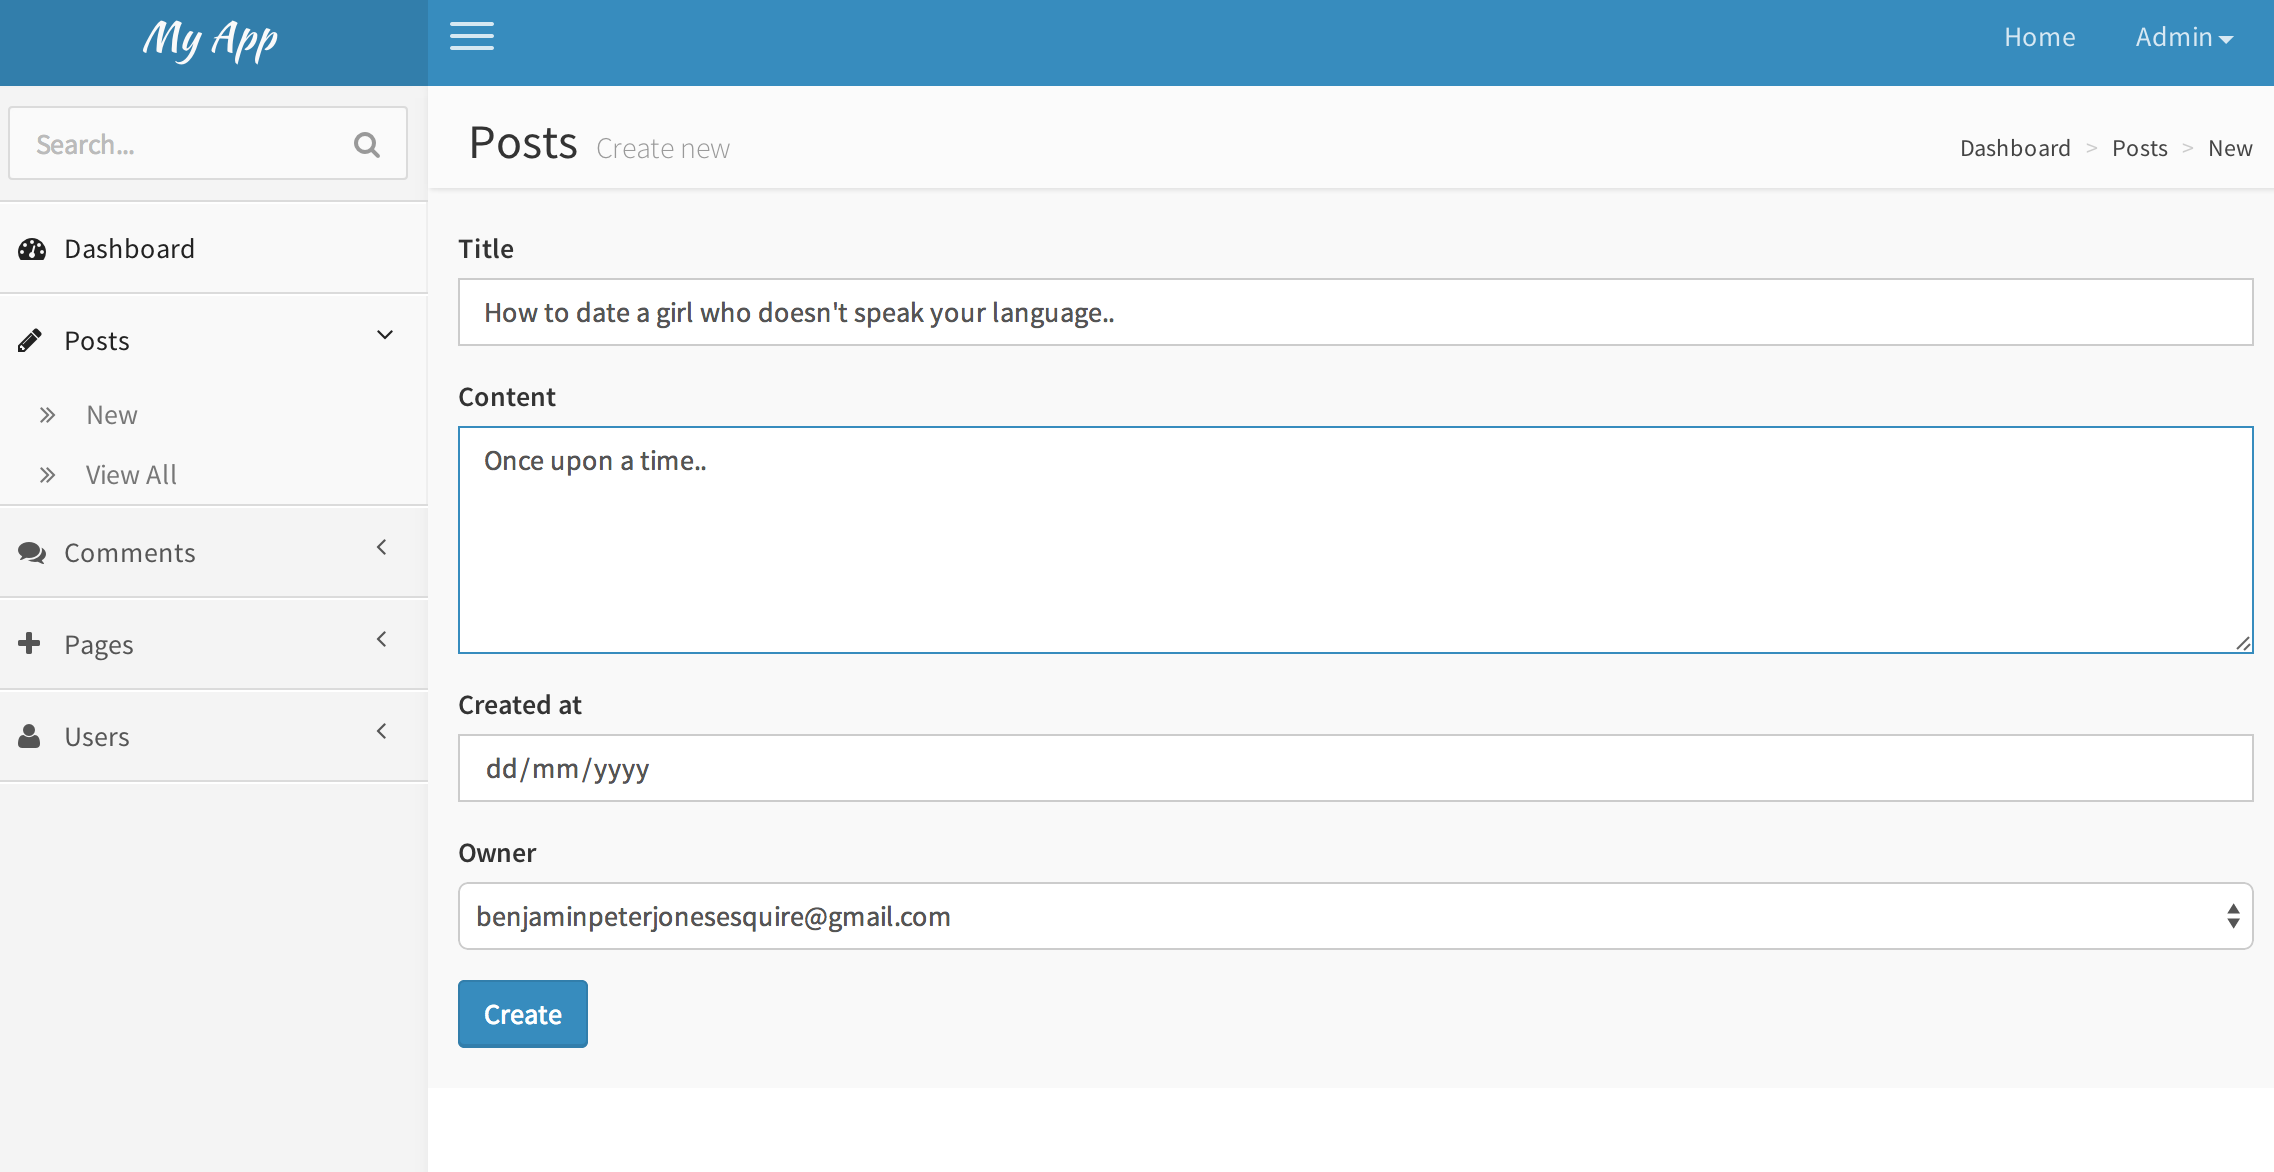 My App
Home Admin
Search...
Posts Create new
Dashboard > Posts > New
Dashboard
Posts
New
View All
Comments
Pages
Users
Title
How to date a girl who doesn't speak your language..
Content
Once upon a time..
Created at
dd/mm/yyyy
Owner
benjaminpeterjonesesquire@gmail.com
Create